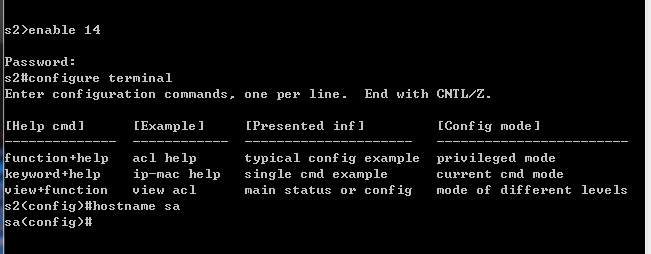 s2>enable 14
Password:
s2#configure terminal
Enter configuration commands, one per line.  End with CNTL/Z.
[Help cmd]     [Example]     [Presented inf]         [Config mode]
-------------- ------------  ---------------------   ------------------------
function+help  acl help      typical config example  privileged mode
keyword+help   ip-mac help   single cmd example      current cmd mode
view+function  view acl      main status or config   mode of different levels
s2(config)#hostname sa
sa(config)#